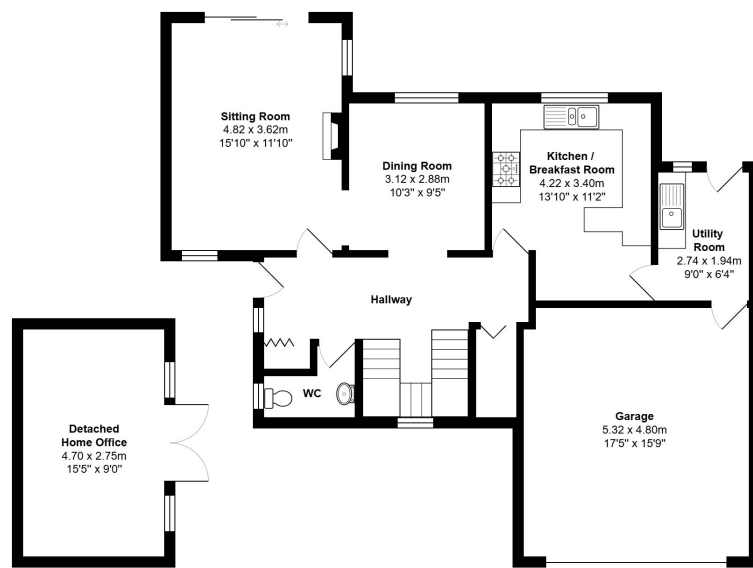 Sitting Room
4.82 x 3.62m
15'10" x 11'10"
Dining Room
3.12 x 2.88m
10'3" x 9'5"
Kitchen /
Breakfast Room
4.22 x 3.40m
13'10" x 11'2"
Utility
Room
2.74 x 1.94m
9'0" x 6'4"
Hallway
WC
Detached
Home Office
4.70 x 2.75m
15'5" x 9'0"
Garage
5.32 x 4.80m
17'5" x 15'9"